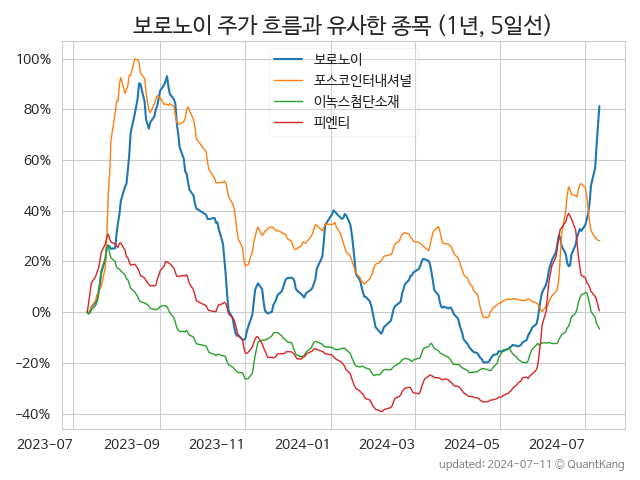 보로노이 주가 흐름과 유사한 종목 (1년, 5일선)
보로노이
포스코인터내셔널
이녹스첨단소재
피엔티
100%
80%
60%
40%
20%
0%
−20%
−40%
2023-07
2023-09
2023-11
2024-01
2024-03
2024-05
2024-07
updated: 2024-07-11 © QuantKang